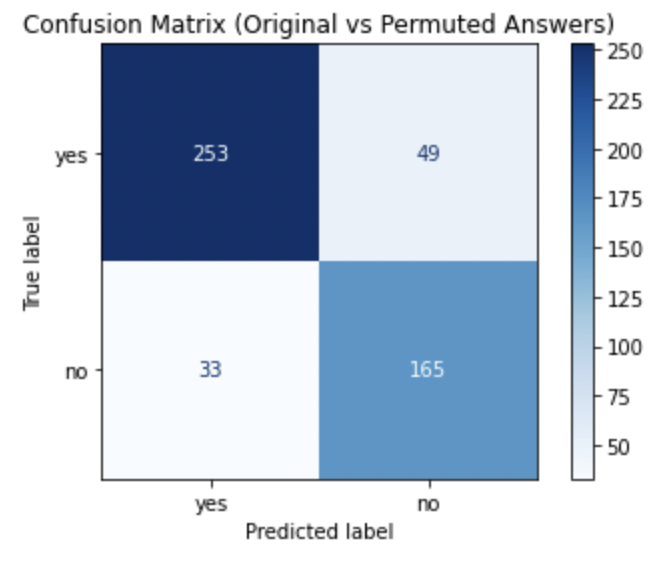 Confusion Matrix (Original vs Permuted Answers)
yes
253
49
no
33
165
True label
yes
no
Predicted label
250
225
200
175
150
125
100
75
50